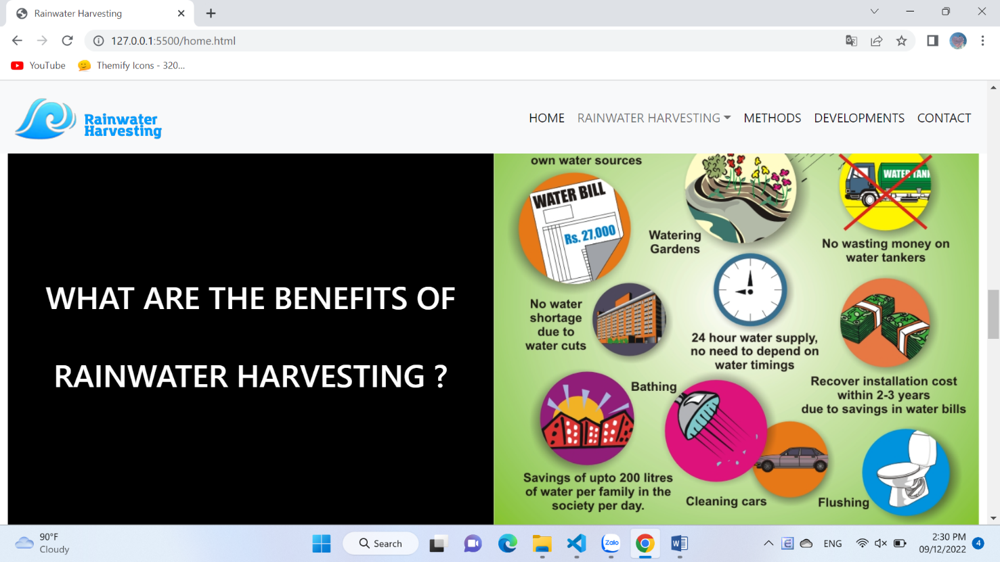 Rainwater Harvesting
127.0.0.1:5500/home.html
YouTube
Themify Icons - 320...
Rainwater
Harvesting
HOME
RAINWATER HARVESTING
METHODS
DEVELOPMENTS
CONTACT
WHAT ARE THE BENEFITS OF
RAINWATER HARVESTING ?
own water sources
WATER BILL
Rs. 27,000
Watering
Gardens
WATER TAN
No wasting money on
water tankers
No water
shortage
due to
water cuts
24 hour water supply,
no need to depend on
water timings
Recover installation cost
within 2-3 years
due to savings in water bills
Bathing
Savings of upto 200 litres
of water per family in the
society per day.
Cleaning cars
Flushing
90°F
Cloudy
Search
Zalo
ENG
2:30 PM
09/12/2022
4